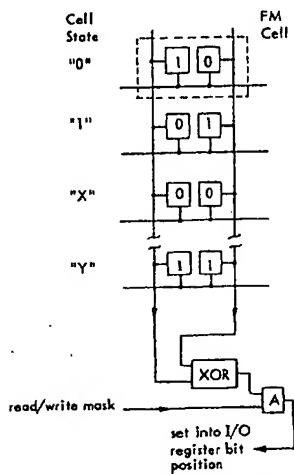 Cell State
FM Cell
"0"
1 0
"1"
0 1
"X"
0 0
"Y"
1 1
XOR
read/write mask
A
set into I/O
register bit
position